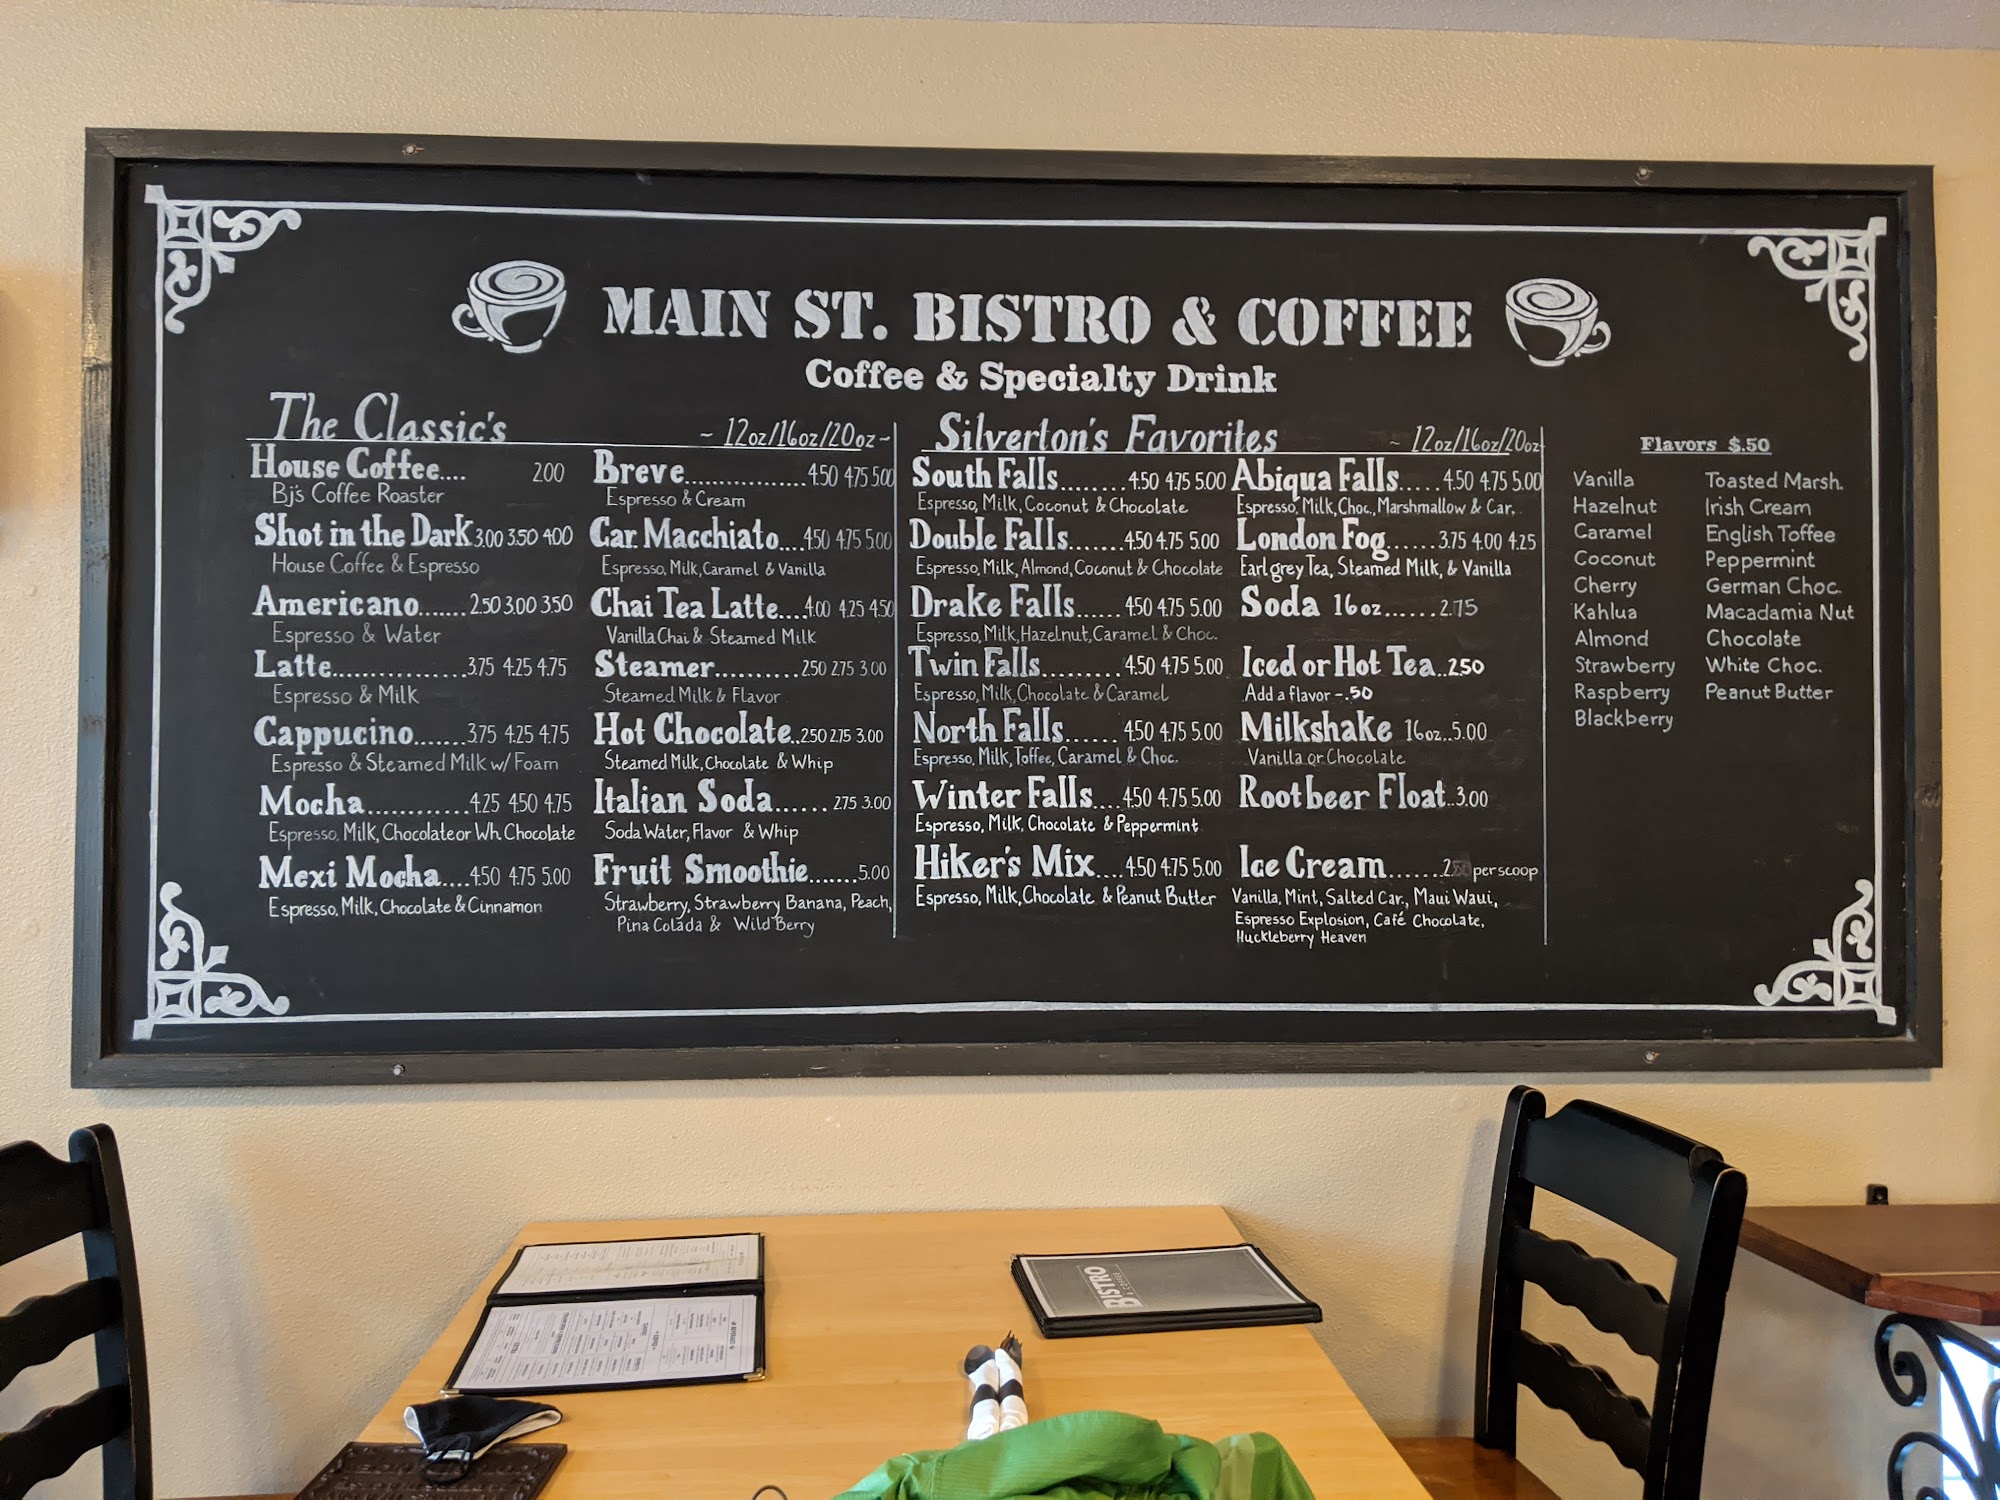 MAIN ST. BISTRO & COFFEE
Coffee & Specialty Drink
The Classic's ~ 12oz/16oz/20oz~
House Coffee.... 2.00
Bj's Coffee Roaster
Shot in the Dark 3.00 3.50 4.00
House Coffee & Espresso
Americano.......2.50 3.00 3.50
Espresso & Water
Latte................3.75 4.25 4.75
Espresso & Milk
Cappucino.......3.75 4.25 4.75
Espresso & Steamed Milk w/ Foam
Mocha.............4.25 4.50 4.75
Espresso, Milk, Chocolate or Wh. Chocolate
Mexi Mocha....4.50 4.75 5.00
Espresso, Milk, Chocolate & Cinnamon
Breve..................4.50 4.75 5.00
Espresso & Cream
Car. Macchiato....4.50 4.75 5.00
Espresso, Milk, Caramel & Vanilla
Chai Tea Latte....4.00 4.25 4.50
Vanilla Chai & Steamed Milk
Steamer...........2.50 2.75 3.00
Steamed Milk & Flavor
Hot Chocolate..2.50 2.75 3.00
Steamed Milk, Chocolate & Whip
Italian Soda...... 2.75 3.00
Soda Water, Flavor & Whip
Fruit Smoothie.......5.00
Strawberry, Strawberry Banana, Peach,
Pina Colada & Wild Berry
Silverton's Favorites ~ 12oz/16oz/20oz
South Falls........4.50 4.75 5.00
Espresso, Milk, Coconut & Chocolate
Double Falls.......4.50 4.75 5.00
Espresso, Milk, Almond, Coconut & Chocolate
Drake Falls......4.50 4.75 5.00
Espresso, Milk, Hazelnut, Caramel & Choc.
Twin Falls..........4.50 4.75 5.00
Espresso, Milk, Chocolate & Caramel
North Falls.......4.50 4.75 5.00
Espresso, Milk, Toffee, Caramel & Choc.
Winter Falls....4.50 4.75 5.00
Espresso, Milk, Chocolate & Peppermint
Hiker's Mix....4.50 4.75 5.00
Espresso, Milk, Chocolate & Peanut Butter
Abiqua Falls.....4.50 4.75 5.00
Espresso, Milk, Choc., Marshmallow & Car.
London Fog......3.75 4.00 4.25
Earl grey Tea, Steamed Milk, & Vanilla
Soda 16oz......2.75
Iced or Hot Tea..2.50
Add a flavor -.50
Milkshake 16oz..5.00
Vanilla or Chocolate
Rootbeer Float..3.00
Ice Cream....... per scoop
Vanilla, Mint, Salted Car., Maui Waui,
Espresso Explosion, Café Chocolate,
Huckleberry Heaven
Flavors $.50
Vanilla
Hazelnut
Caramel
Coconut
Cherry
Kahlua
Almond
Strawberry
Raspberry
Blackberry
Toasted Marsh.
Irish Cream
English Toffee
Peppermint
German Choc.
Macadamia Nut
Chocolate
White Choc.
Peanut Butter
BISTRO
& COFFEE